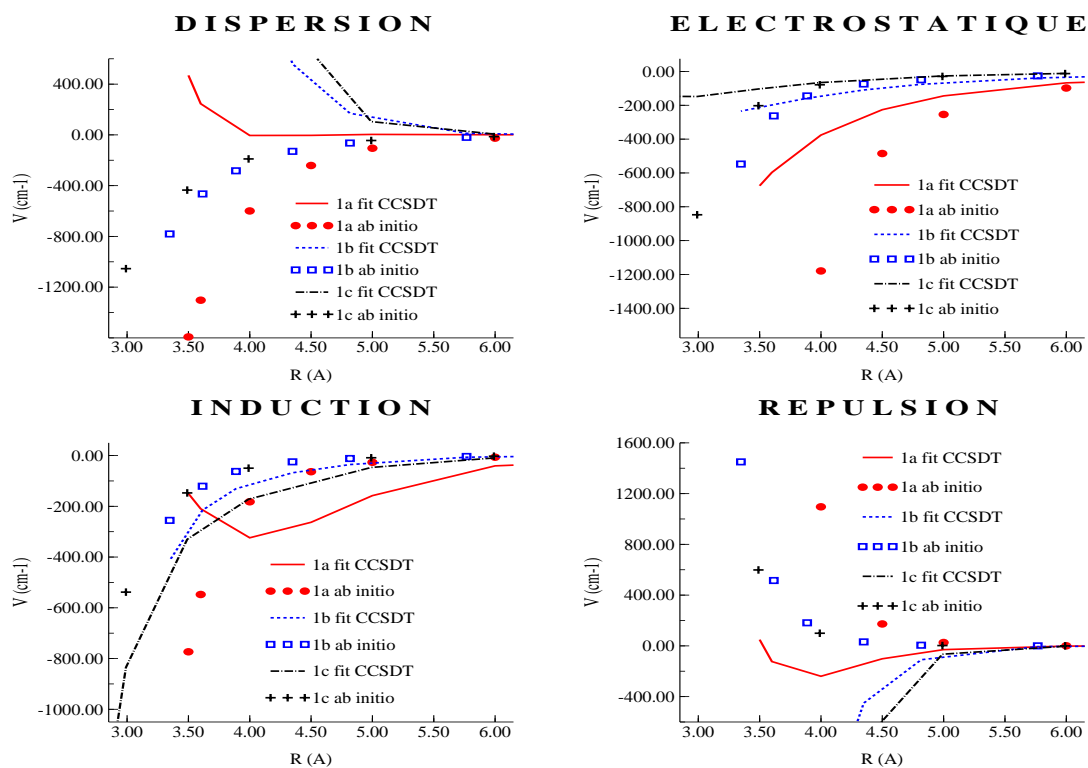 DISPERSION
400.00
0.00
-400.00
-800.00
-1200.00
V (cm-1)
1a fit CCSDT
1a ab initio
1b fit CCSDT
1b ab initio
1c fit CCSDT
1c ab initio
3.00 3.50 4.00 4.50 5.00 5.50 6.00
R (A)
ELECTROSTATIQUE
0.00
-200.00
-400.00
-600.00
-800.00
-1000.00
-1200.00
-1400.00
V (cm-1)
1a fit CCSDT
1a ab initio
1b fit CCSDT
1b ab initio
1c fit CCSDT
1c ab initio
3.00 3.50 4.00 4.50 5.00 5.50 6.00
R (A)
INDUCTION
0.00
-200.00
-400.00
-600.00
-800.00
-1000.00
V (cm-1)
1a fit CCSDT
1a ab initio
1b fit CCSDT
1b ab initio
1c fit CCSDT
1c ab initio
3.00 3.50 4.00 4.50 5.00 5.50 6.00
R (A)
REPULSION
1600.00
1200.00
800.00
400.00
0.00
-400.00
V (cm-1)
1a fit CCSDT
1a ab initio
1b fit CCSDT
1b ab initio
1c fit CCSDT
1c ab initio
3.00 3.50 4.00 4.50 5.00 5.50 6.00
R (A)